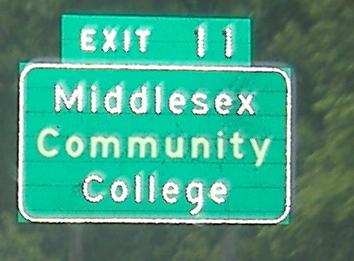 EXIT 11
Middlesex
Community
College